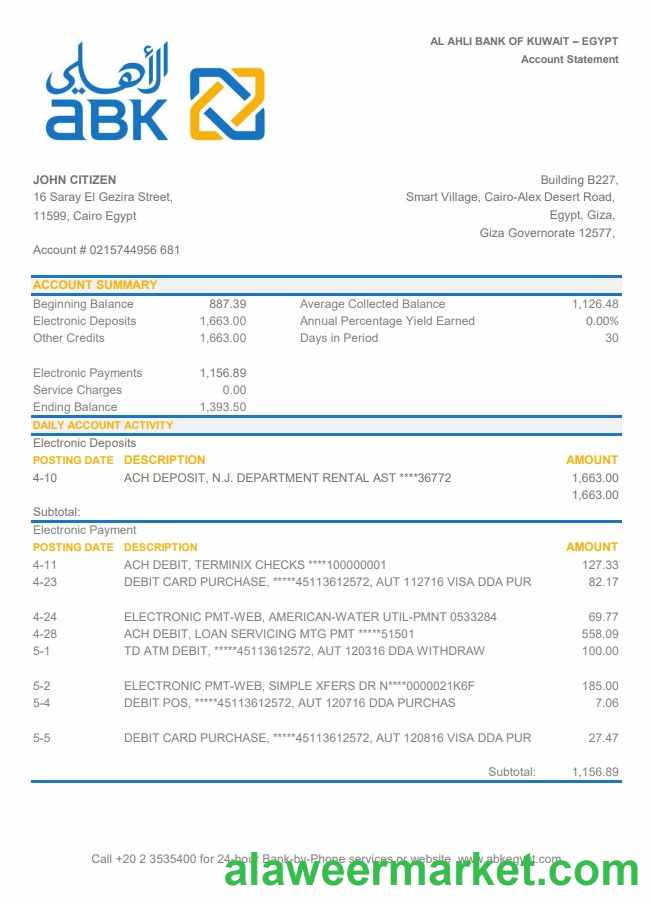 الأهلي
aBK
AL AHLI BANK OF KUWAIT – EGYPT
Account Statement
JOHN CITIZEN
16 Saray El Gezira Street,
11599, Cairo Egypt
Account # 0215744956 681
Building B227,
Smart Village, Cairo-Alex Desert Road,
Egypt, Giza,
Giza Governorate 12577,
ACCOUNT SUMMARY
Beginning Balance 887.39 Average Collected Balance 1,126.48
Electronic Deposits 1,663.00 Annual Percentage Yield Earned 0.00%
Other Credits 1,663.00 Days in Period 30
Electronic Payments 1,156.89
Service Charges 0.00
Ending Balance 1,393.50
DAILY ACCOUNT ACTIVITY
Electronic Deposits
POSTING DATE DESCRIPTION AMOUNT
4-10 ACH DEPOSIT, N.J. DEPARTMENT RENTAL AST ****36772 1,663.00
1,663.00
Subtotal:
Electronic Payment
POSTING DATE DESCRIPTION AMOUNT
4-11 ACH DEBIT, TERMINIX CHECKS ****100000001 127.33
4-23 DEBIT CARD PURCHASE, *****45113612572, AUT 112716 VISA DDA PUR 82.17
4-24 ELECTRONIC PMT-WEB, AMERICAN-WATER UTIL-PMNT 0533284 69.77
4-28 ACH DEBIT, LOAN SERVICING MTG PMT *****51501 558.09
5-1 TD ATM DEBIT, *****45113612572, AUT 120316 DDA WITHDRAW 100.00
5-2 ELECTRONIC PMT-WEB, SIMPLE XFERS DR N****0000021K6F 185.00
5-4 DEBIT POS, *****45113612572, AUT 120716 DDA PURCHAS 7.06
5-5 DEBIT CARD PURCHASE, *****45113612572, AUT 120816 VISA DDA PUR 27.47
Subtotal: 1,156.89
Call +20 2 3535400 for 24-hour Bank-by-Phone services or website www.abkegypt.com
alaweermarket.com